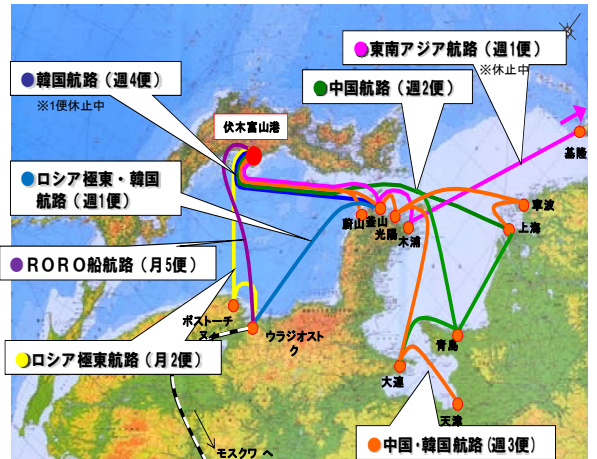 ●東南アジア航路（週1便）
※休止中
●韓国航路（週4便）
※1便休止中
●中国航路（週2便）
伏木富山港
基隆
●ロシア極東・韓国
航路（週1便）
蔚山
釜山
光陽
木浦
寧波
上海
●ＲＯＲＯ船航路（月5便）
ボストーチ
ヌ
ウラジオスト
ク
青島
●ロシア極東航路（月2便）
大連
天津
●中国・韓国航路（週3便）
モスクワ へ